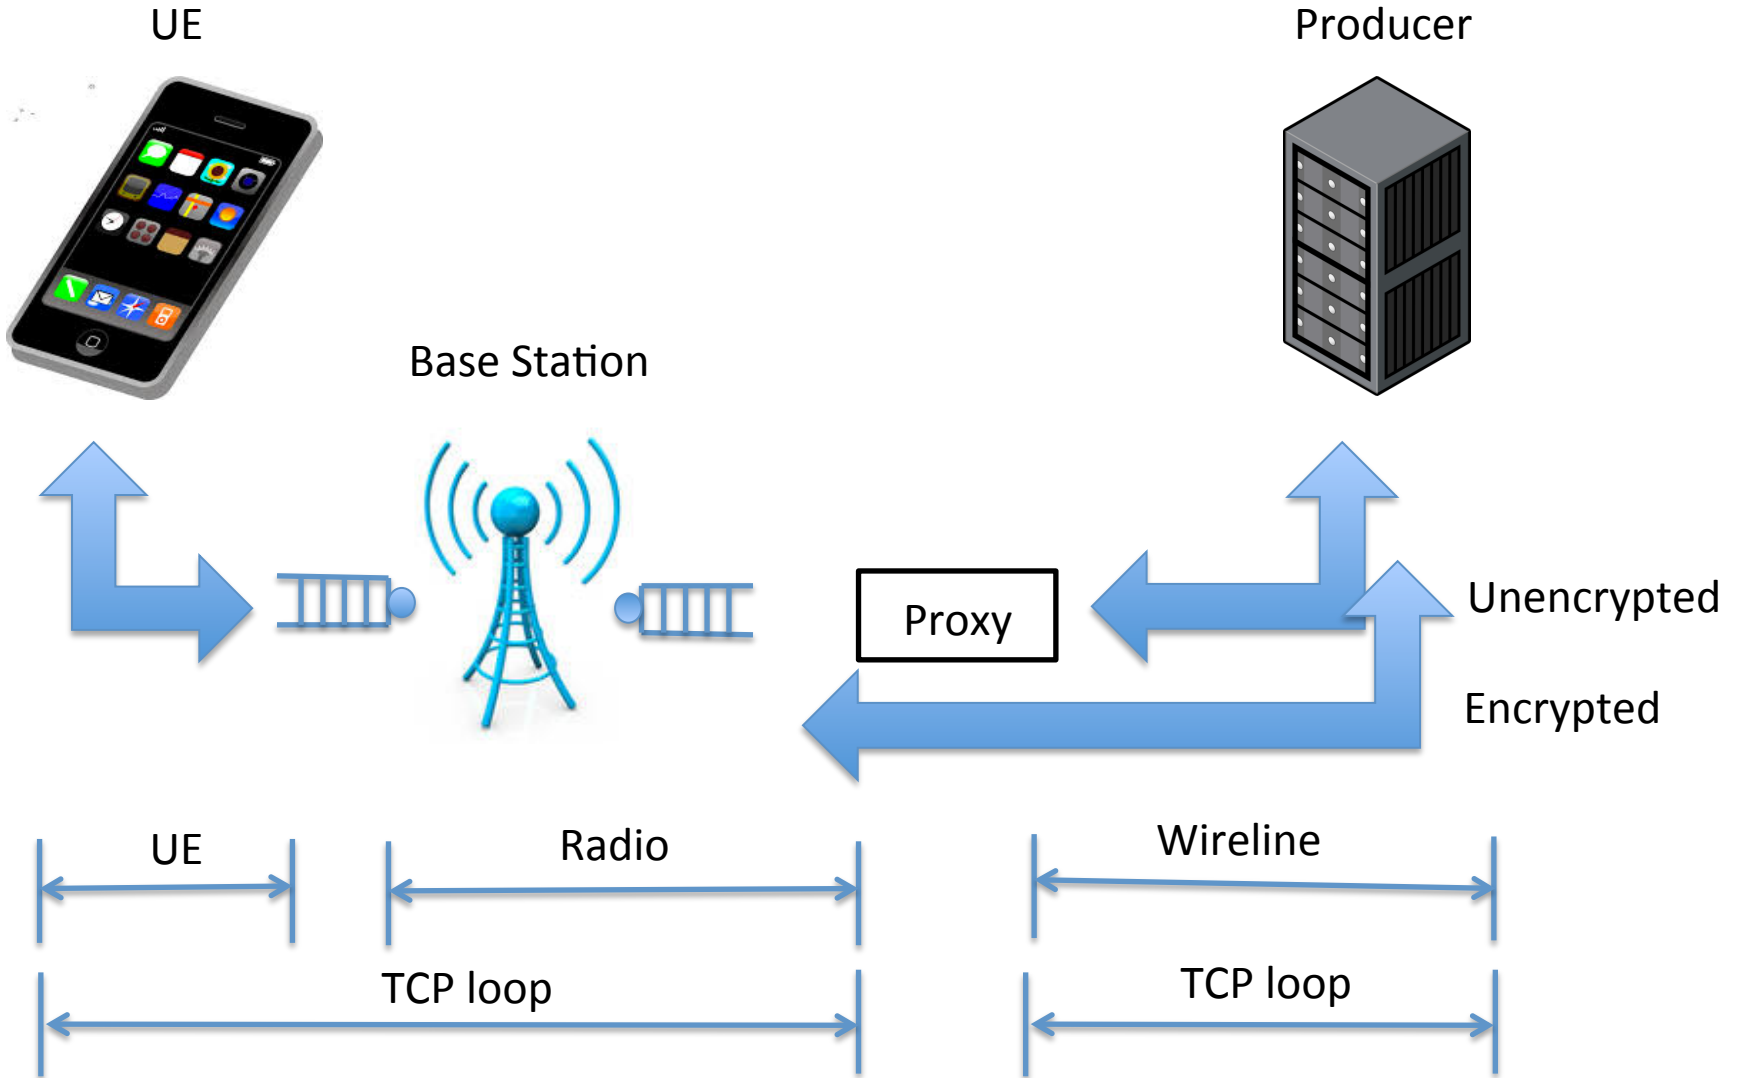 UE
Producer
Base Station
Proxy
Unencrypted
Encrypted
UE
Radio
Wireline
TCP loop
TCP loop